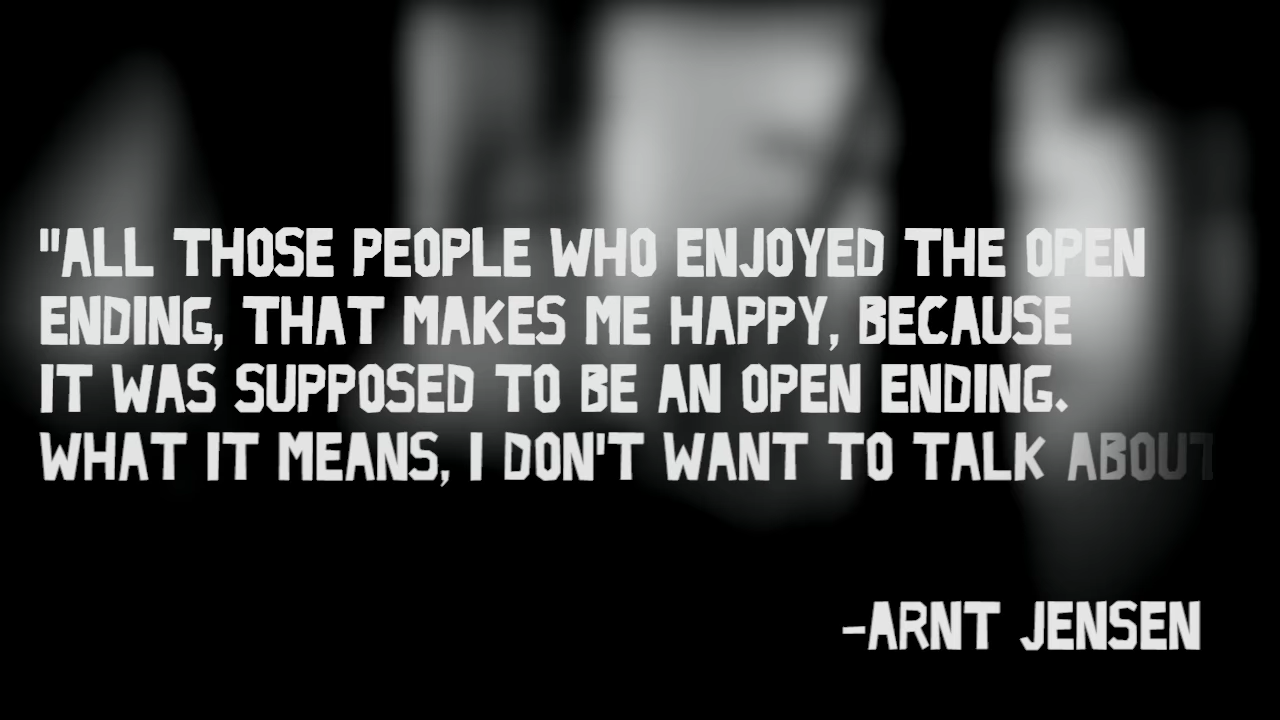 "ALL THOSE PEOPLE WHO ENJOYED THE OPEN
ENDING, THAT MAKES ME HAPPY, BECAUSE
IT WAS SUPPOSED TO BE AN OPEN ENDING.
WHAT IT MEANS, I DON'T WANT TO TALK ABOUT
-ARNT JENSEN